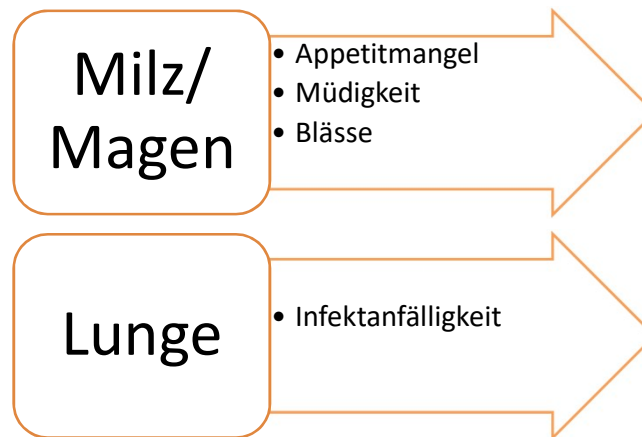 Milz/
Magen
• Appetitmangel
• Müdigkeit
• Blässe
Lunge
• Infektanfälligkeit